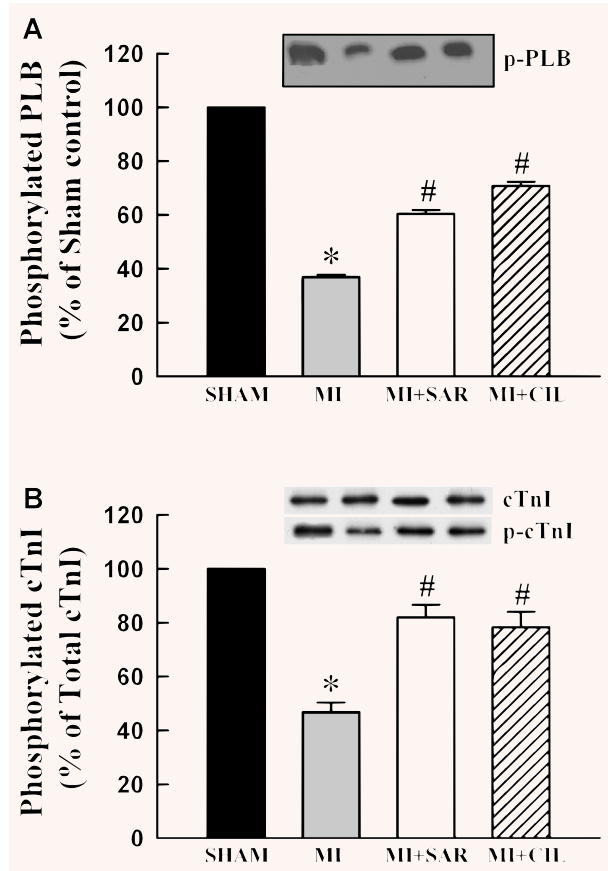 A
Phosphorylated PLB
(% of Sham control)
120
100
80
60
40
20
0
p-PLB
*
#
#
SHAM MI MI+SAR MI+CIL
B
Phosphorylated cTnI
(% of Total cTnI)
120
100
80
60
40
20
0
cTnI
p-cTnI
*
#
#
SHAM MI MI+SAR MI+CIL